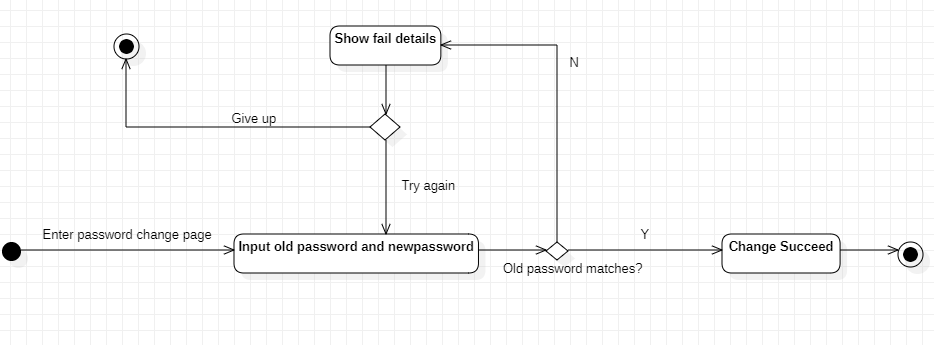 Show fail details
N
Give up
Try again
Enter password change page
Input old password and newpassword
Y
Change Succeed
Old password matches?